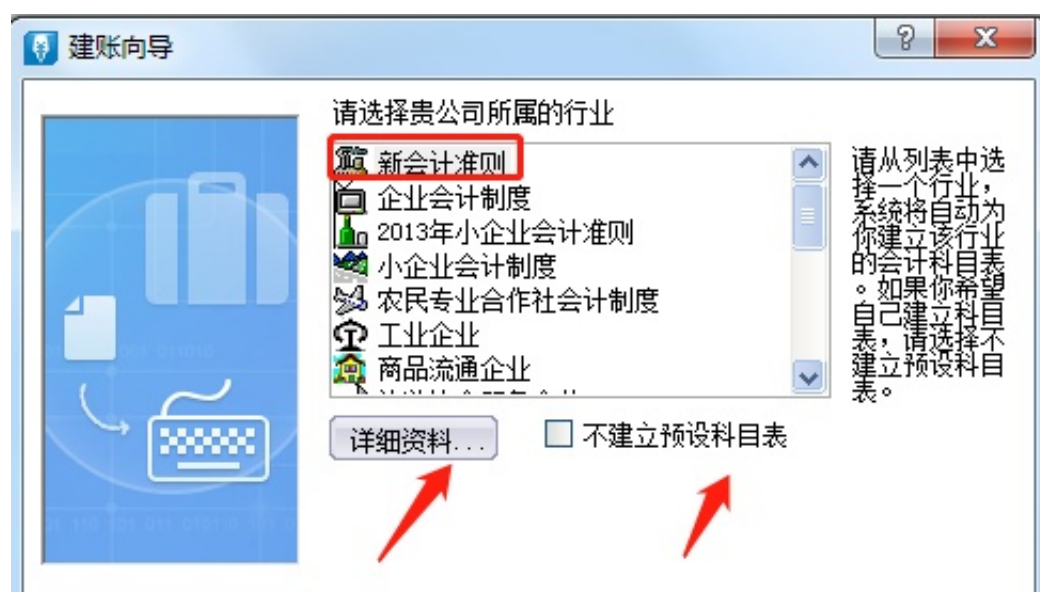 建账向导
请选择贵公司所属的行业
新会计准则
企业会计制度
2013年小企业会计准则
小企业会计制度
农民专业合作社会计制度
工业企业
商品流通企业
请从列表中选
择一个行业，
系统将自动为
你建立该行业
的会计科目表
。如果你希望
自己建立科目
表，请选择不
建立预设科目
表。
详细资料...
不建立预设科目表